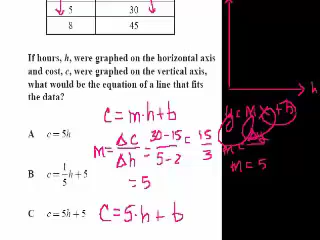 5 30
8 45
If hours, h, were graphed on the horizontal axis
and cost, c, were graphed on the vertical axis,
what would be the equation of a line that fits
the data?
C = m·h + b
h
y = m x + b
A c = 5h
m = Δc/Δh = 30-15/5-2 = 15/3
m =
m = 5
B c = 1/5 h + 5
= 5
C c = 5h + 5
C = 5·h + b